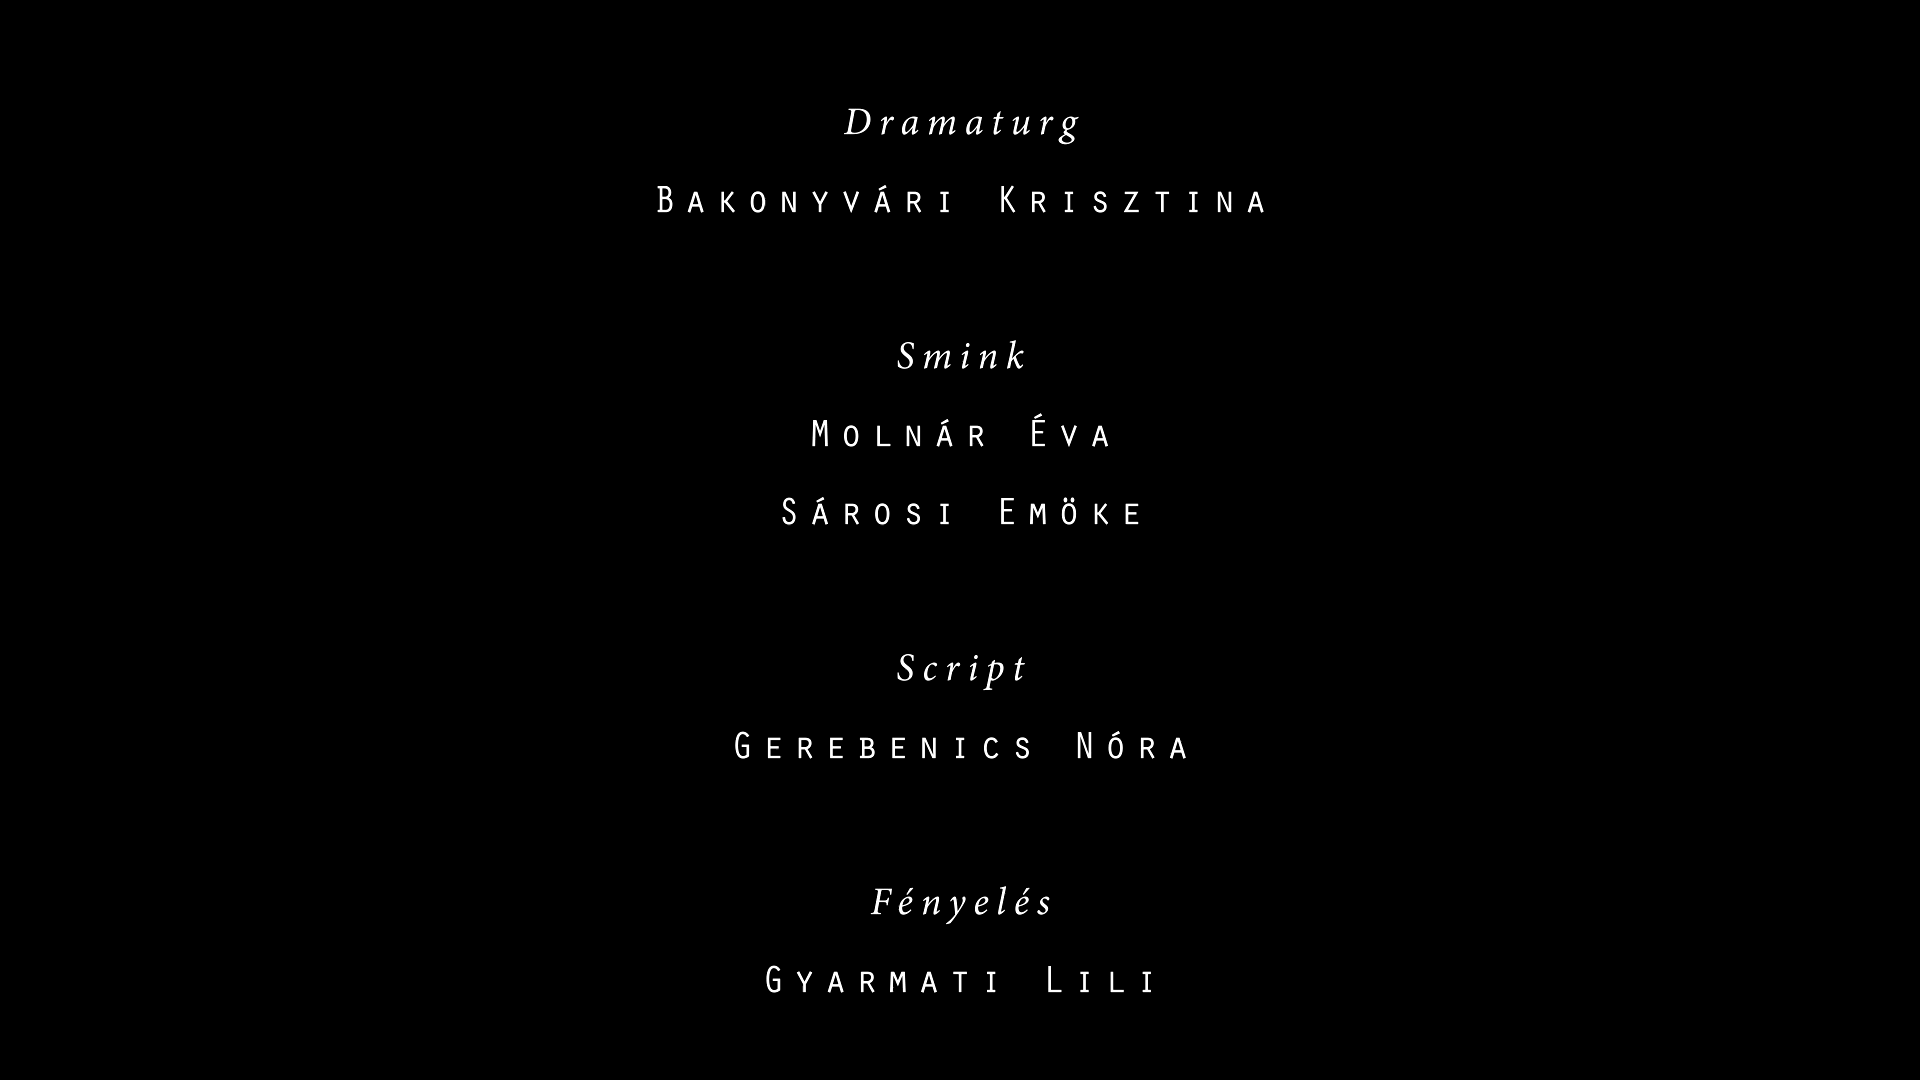 Dramaturg
Bakonyvári Krisztina
Smink
Molnár Éva
Sárosi Emöke
Script
Gerebenics Nóra
Fényelés
Gyarmati Lili